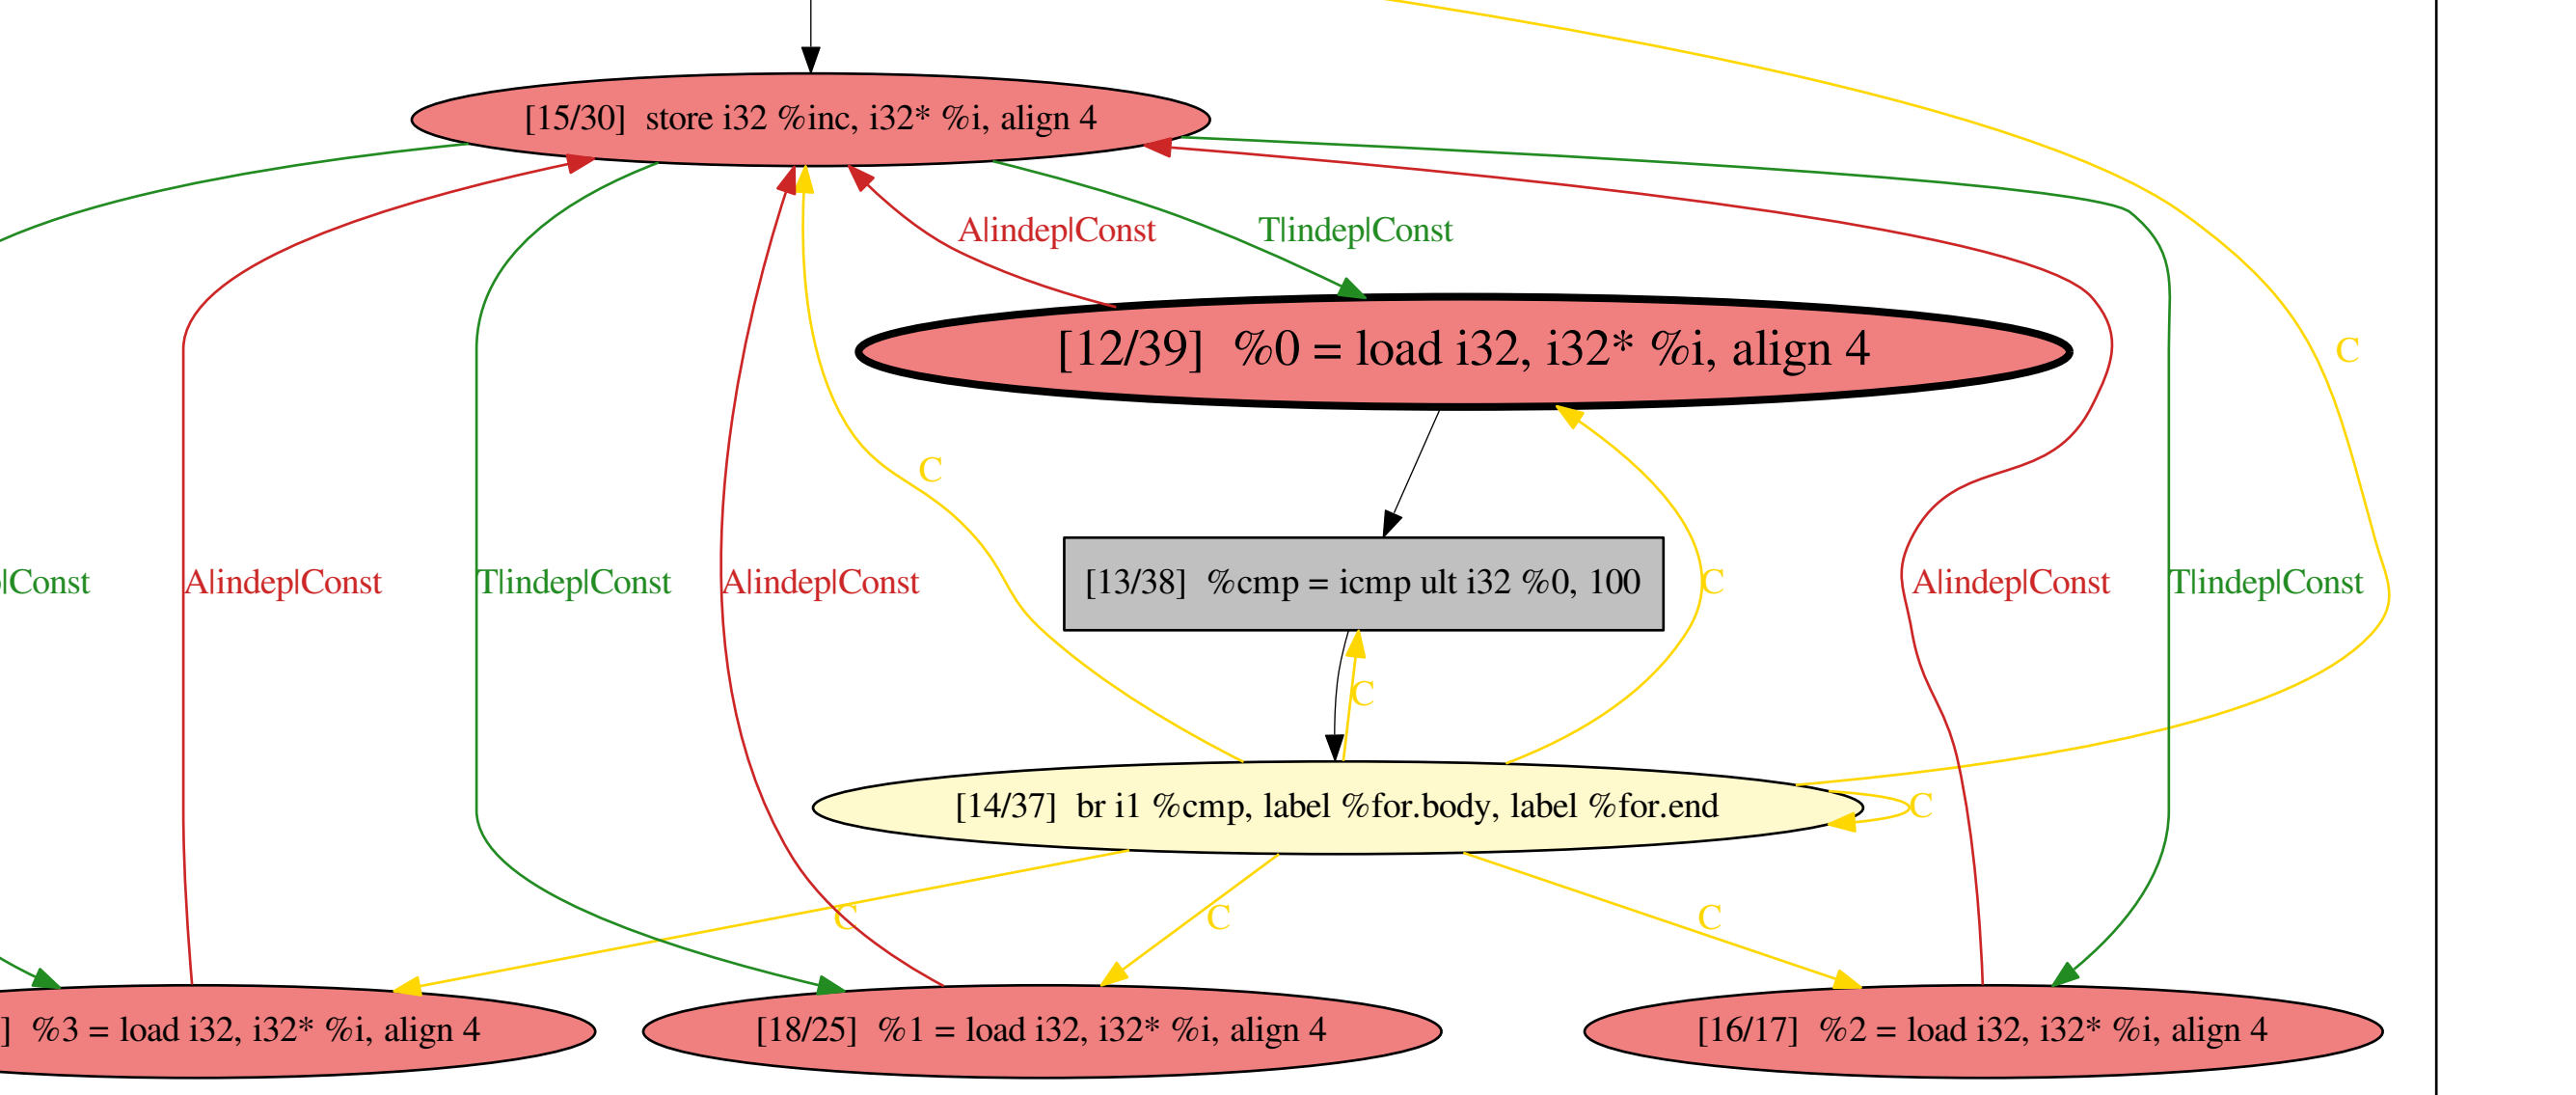 [15/30] store i32 %inc, i32* %i, align 4
A|indep|Const
T|indep|Const
[12/39] %0 = load i32, i32* %i, align 4
C
C
|Const
A|indep|Const
T|indep|Const
A|indep|Const
[13/38] %cmp = icmp ult i32 %0, 100
C
A|indep|Const
T|indep|Const
C
[14/37] br i1 %cmp, label %for.body, label %for.end
C
C
C
C
] %3 = load i32, i32* %i, align 4
[18/25] %1 = load i32, i32* %i, align 4
[16/17] %2 = load i32, i32* %i, align 4